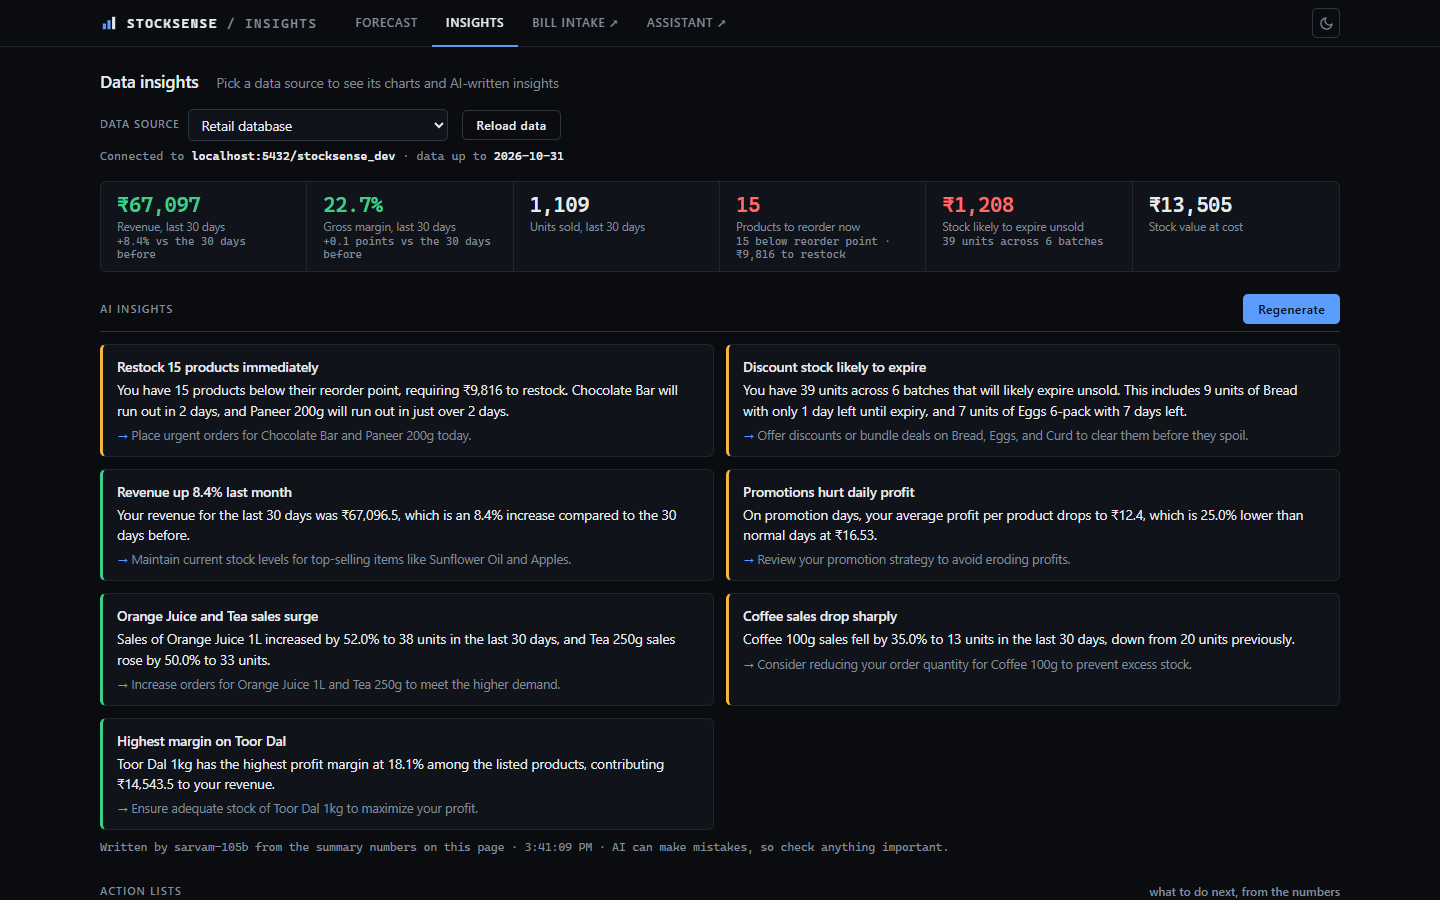 STOCKSENSE / INSIGHTS FORECAST INSIGHTS BILL INTAKE ↗ ASSISTANT ↗
Data insights Pick a data source to see its charts and AI-written insights
DATA SOURCE Retail database Reload data
Connected to localhost:5432/stocksense_dev · data up to 2026-10-31
₹67,097
Revenue, last 30 days
+8.4% vs the 30 days
before
22.7%
Gross margin, last 30 days
+0.1 points vs the 30 days
before
1,109
Units sold, last 30 days
15
Products to reorder now
15 below reorder point ·
₹9,816 to restock
₹1,208
Stock likely to expire unsold
39 units across 6 batches
₹13,505
Stock value at cost
AI INSIGHTS Regenerate
Restock 15 products immediately
You have 15 products below their reorder point, requiring ₹9,816 to restock. Chocolate Bar will
run out in 2 days, and Paneer 200g will run out in just over 2 days.
→ Place urgent orders for Chocolate Bar and Paneer 200g today.
Discount stock likely to expire
You have 39 units across 6 batches that will likely expire unsold. This includes 9 units of Bread
with only 1 day left until expiry, and 7 units of Eggs 6-pack with 7 days left.
→ Offer discounts or bundle deals on Bread, Eggs, and Curd to clear them before they spoil.
Revenue up 8.4% last month
Your revenue for the last 30 days was ₹67,096.5, which is an 8.4% increase compared to the 30
days before.
→ Maintain current stock levels for top-selling items like Sunflower Oil and Apples.
Promotions hurt daily profit
On promotion days, your average profit per product drops to ₹12.4, which is 25.0% lower than
normal days at ₹16.53.
→ Review your promotion strategy to avoid eroding profits.
Orange Juice and Tea sales surge
Sales of Orange Juice 1L increased by 52.0% to 38 units in the last 30 days, and Tea 250g sales
rose by 50.0% to 33 units.
→ Increase orders for Orange Juice 1L and Tea 250g to meet the higher demand.
Coffee sales drop sharply
Coffee 100g sales fell by 35.0% to 13 units in the last 30 days, down from 20 units previously.
→ Consider reducing your order quantity for Coffee 100g to prevent excess stock.
Highest margin on Toor Dal
Toor Dal 1kg has the highest profit margin at 18.1% among the listed products, contributing
₹14,543.5 to your revenue.
→ Ensure adequate stock of Toor Dal 1kg to maximize your profit.
Written by sarvam-105b from the summary numbers on this page · 3:41:09 PM · AI can make mistakes, so check anything important.
ACTION LISTS what to do next, from the numbers